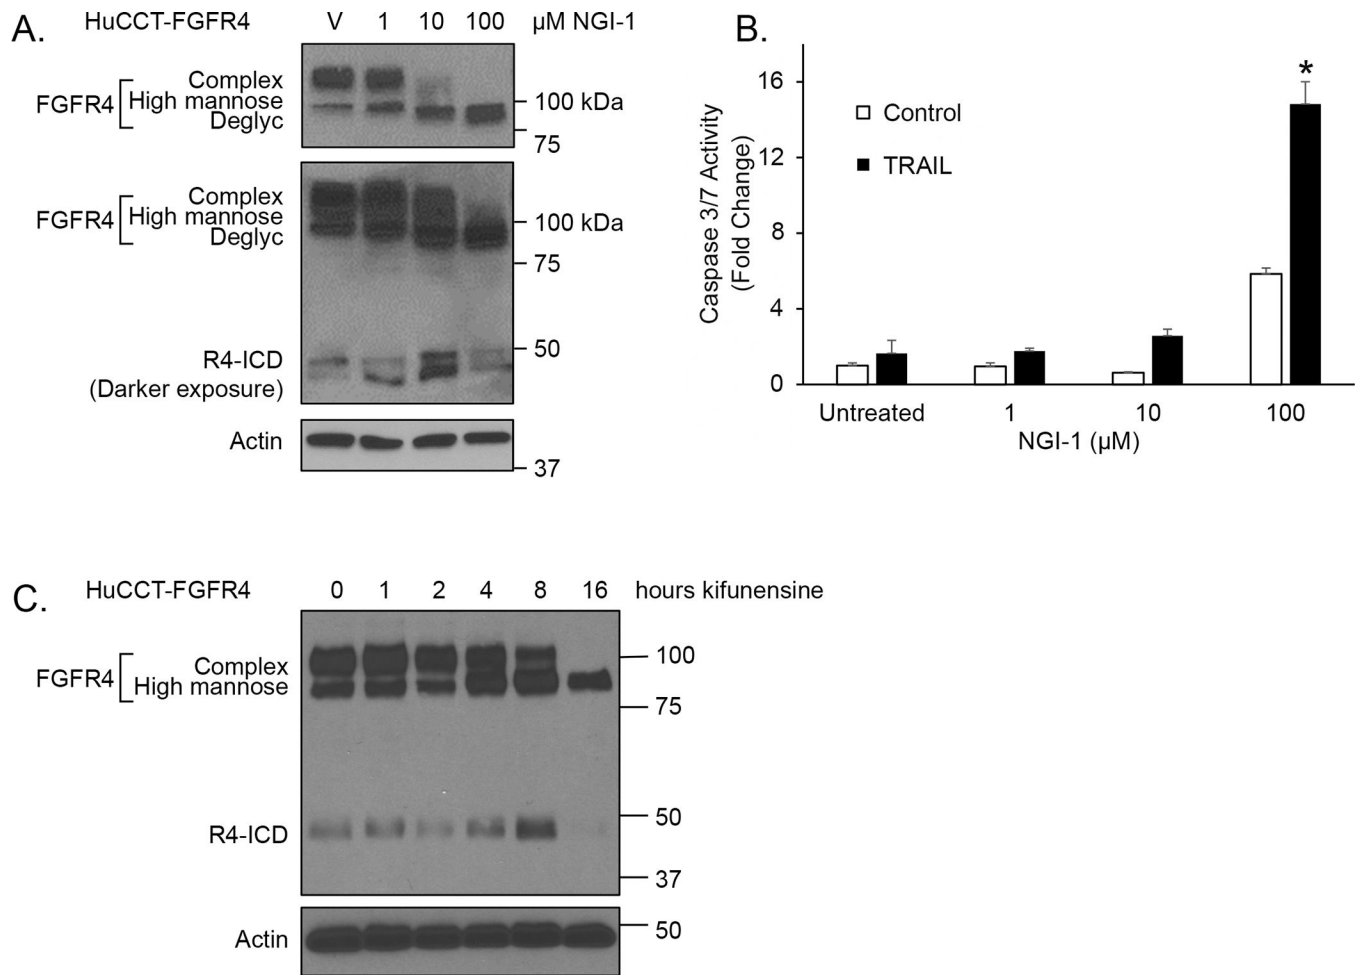 A.
HuCCT-FGFR4 V 1 10 100 µM NGI-1
Complex
FGFR4 High mannose 100 kDa
Deglyc
75
Complex
FGFR4 High mannose 100 kDa
Deglyc
75
50
R4-ICD
(Darker exposure)
Actin
37
B.
Caspase 3/7 Activity
(Fold Change)
16
12
8
4
0
*
Control
TRAIL
Untreated 1 10 100
NGI-1 (µM)
C.
HuCCT-FGFR4 0 1 2 4 8 16 hours kifunensine
Complex 100
FGFR4 High mannose
75
50
R4-ICD
37
Actin 50